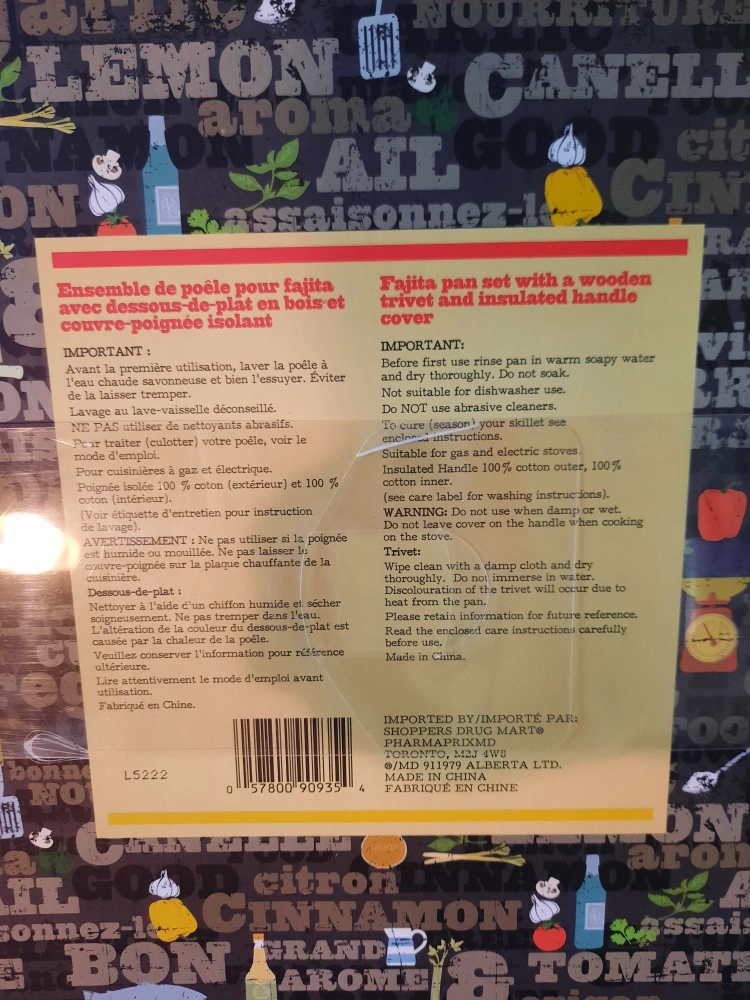 NOURRITURE
LEMON
CANELL
aroma
GOOD
AIL
assaisonnez-l
Ensemble de poêle pour fajita
avec dessous-de-plat en bois et
couvre-poignée isolant
IMPORTANT :
Avant la première utilisation, laver la poêle à
l'eau chaude savonneuse et bien l'essuyer. Éviter
de la laisser tremper.
Lavage au lave-vaisselle déconseillé.
NE PAS utiliser de nettoyants abrasifs.
Pour traiter (culotter) votre poêle, voir le
mode d'emploi.
Pour cuisinières à gaz et électrique.
Poignée isolée 100 % coton (extérieur) et 100 %
coton (intérieur).
(Voir étiquette d'entretien pour instruction
de lavage).
AVERTISSEMENT : Ne pas utiliser si la poignée
est humide ou mouillée. Ne pas laisser le
couvre-poignée sur la plaque chauffante de la
cuisinière.
Dessous-de-plat :
Nettoyer à l'aide d'un chiffon humide et sécher
soigneusement. Ne pas tremper dans l'eau.
L'altération de la couleur du dessous-de-plat est
causée par la chaleur de la poêle.
Veuillez conserver l'information pour référence
ultérieure.
Lire attentivement le mode d'emploi avant
utilisation.
Fabriqué en Chine.
L5222
0 57800 90935 4
Fajita pan set with a wooden
trivet and insulated handle
cover
IMPORTANT:
Before first use rinse pan in warm soapy water
and dry thoroughly. Do not soak.
Not suitable for dishwasher use.
Do NOT use abrasive cleaners.
To cure (season) your skillet see
enclosed instructions.
Suitable for gas and electric stoves.
Insulated Handle 100% cotton outer, 100%
cotton inner.
(see care label for washing instructions).
WARNING: Do not use when damp or wet.
Do not leave cover on the handle when cooking
on the stove.
Trivet:
Wipe clean with a damp cloth and dry
thoroughly. Do not immerse in water.
Discolouration of the trivet will occur due to
heat from the pan.
Please retain information for future reference.
Read the enclosed care instructions carefully
before use.
Made in China.
IMPORTED BY/IMPORTÉ PAR:
SHOPPERS DRUG MART®
PHARMAPRIXMD
TORONTO, M2J 4W8
®/MD 911979 ALBERTA LTD.
MADE IN CHINA
FABRIQUÉ EN CHINE
AIL
GOOD
citron
CINNAMON
BON
GRAND
AROME
&
TOMAT